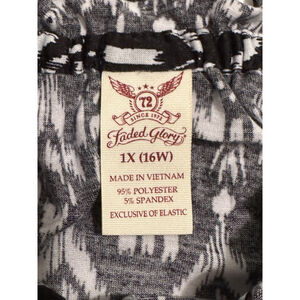 72
SINCE 1972
Faded Glory
1X (16W)
MADE IN VIETNAM
95% POLYESTER
5% SPANDEX
EXCLUSIVE OF ELASTIC